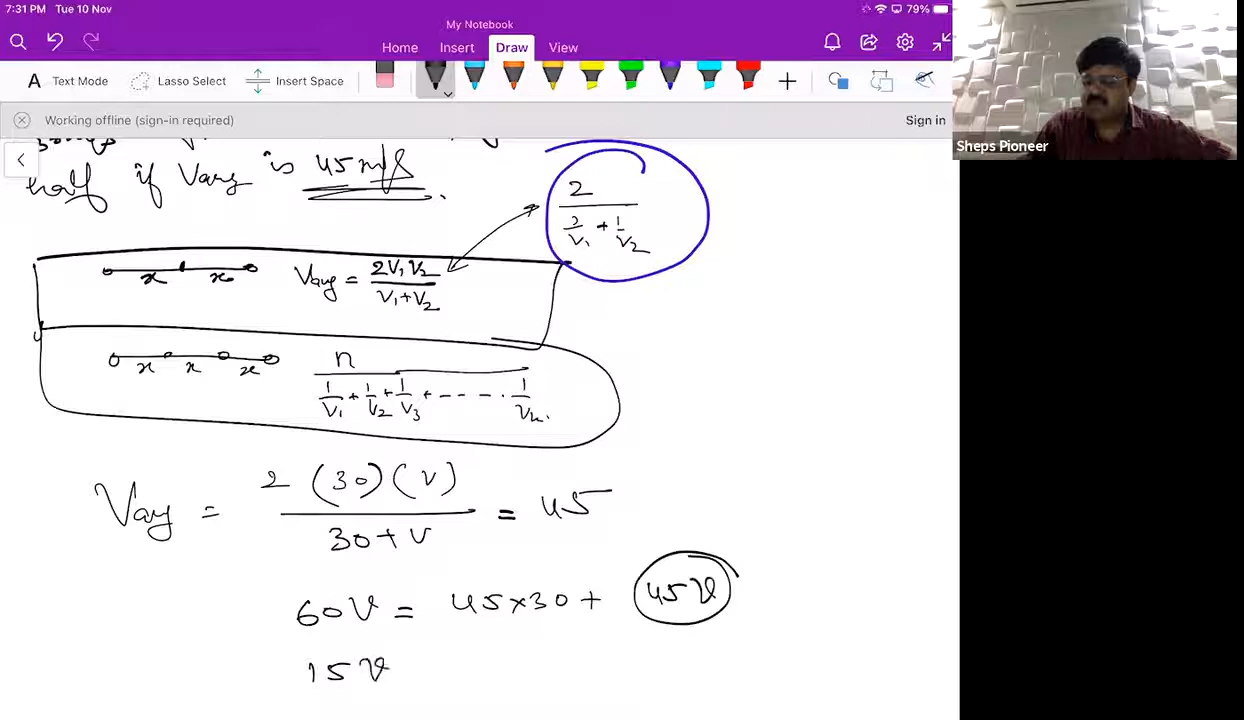 7:31 PM Tue 10 Nov
79%
My Notebook
Home Insert Draw View
A Text Mode Lasso Select Insert Space
Working offline (sign-in required)
Sign in
Sheps Pioneer
half if Vavg is 45 m/s.
2
1/V₁ + 1/V₂
x x Vavg = 2V₁V₂
V₁+V₂
x x x n
1/V₁ + 1/V₂ + 1/V₃ + - - - . . 1/Vn.
Vavg = 2 (30)(V) = 45
30+V
60V = 45×30 + 45V
15V